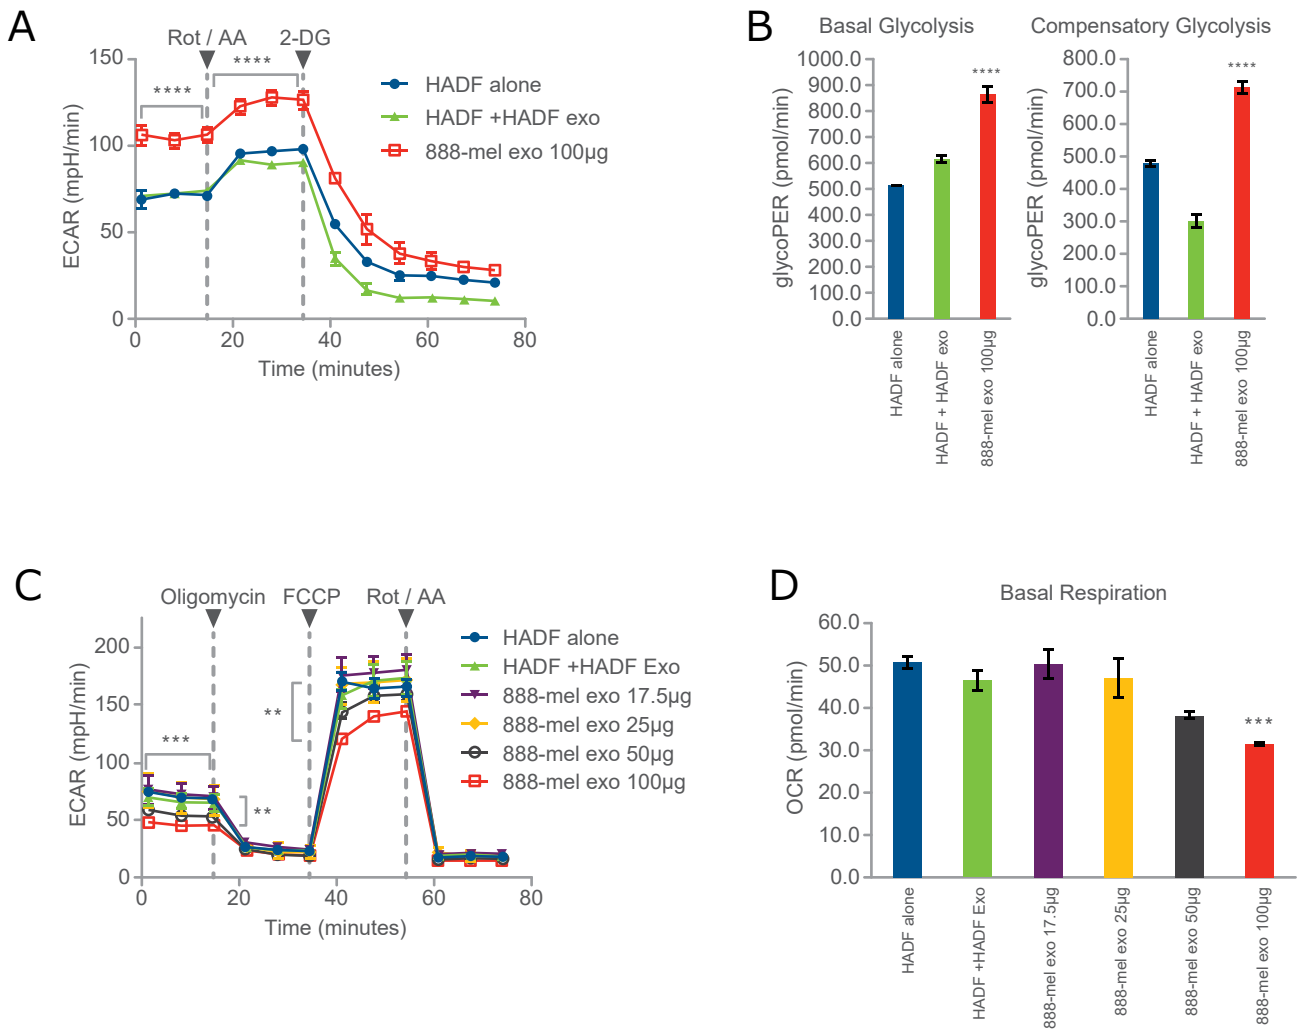 A
Rot / AA
2-DG
****
****
150
100
50
0
0
20
40
60
80
ECAR (mpH/min)
Time (minutes)
HADF alone
HADF +HADF exo
888-mel exo 100µg
B
Basal Glycolysis
1000.0
900.0
800.0
700.0
600.0
500.0
400.0
300.0
200.0
100.0
0.0
glycoPER (pmol/min)
****
HADF alone
HADF + HADF exo
888-mel exo 100µg
Compensatory Glycolysis
800.0
700.0
600.0
500.0
400.0
300.0
200.0
100.0
0.0
glycoPER (pmol/min)
****
HADF alone
HADF + HADF exo
888-mel exo 100µg
C
Oligomycin
FCCP
Rot / AA
200
150
100
50
0
0
20
40
60
80
ECAR (mpH/min)
Time (minutes)
***
**
**
HADF alone
HADF +HADF Exo
888-mel exo 17.5µg
888-mel exo 25µg
888-mel exo 50µg
888-mel exo 100µg
D
Basal Respiration
60.0
50.0
40.0
30.0
20.0
10.0
0.0
OCR (pmol/min)
***
HADF alone
HADF +HADF Exo
888-mel exo 17.5µg
888-mel exo 25µg
888-mel exo 50µg
888-mel exo 100µg